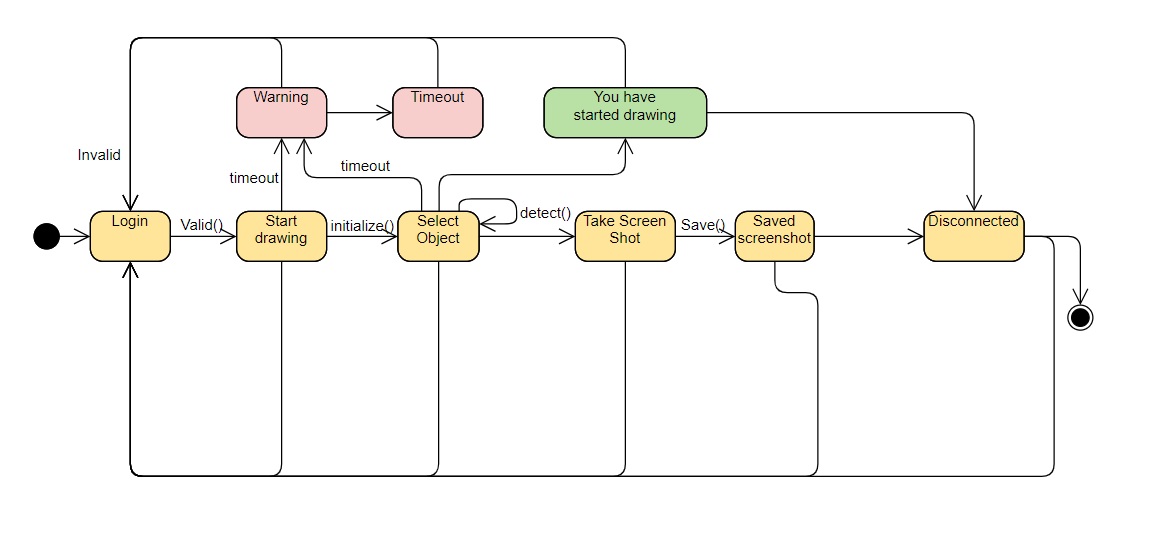 Warning
Timeout
You have
started drawing
Invalid
timeout
timeout
Login
Valid()
Start
drawing
initialize()
Select
Object
detect()
Take Screen
Shot
Save()
Saved
screenshot
Disconnected